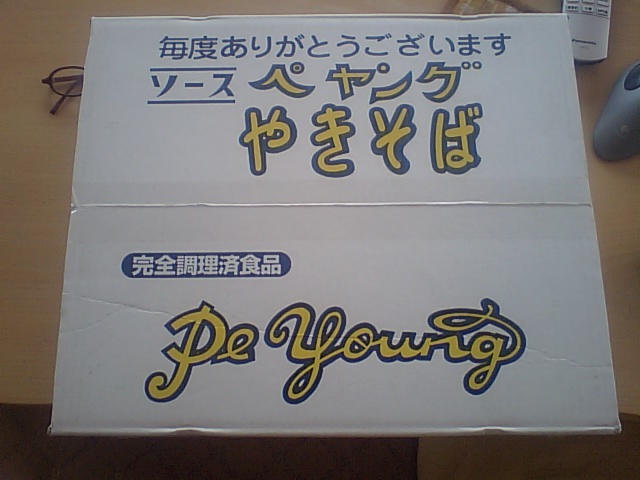 毎度ありがとうございます
ソース ペヤング
やきそば
完全調理済食品
Pe Young